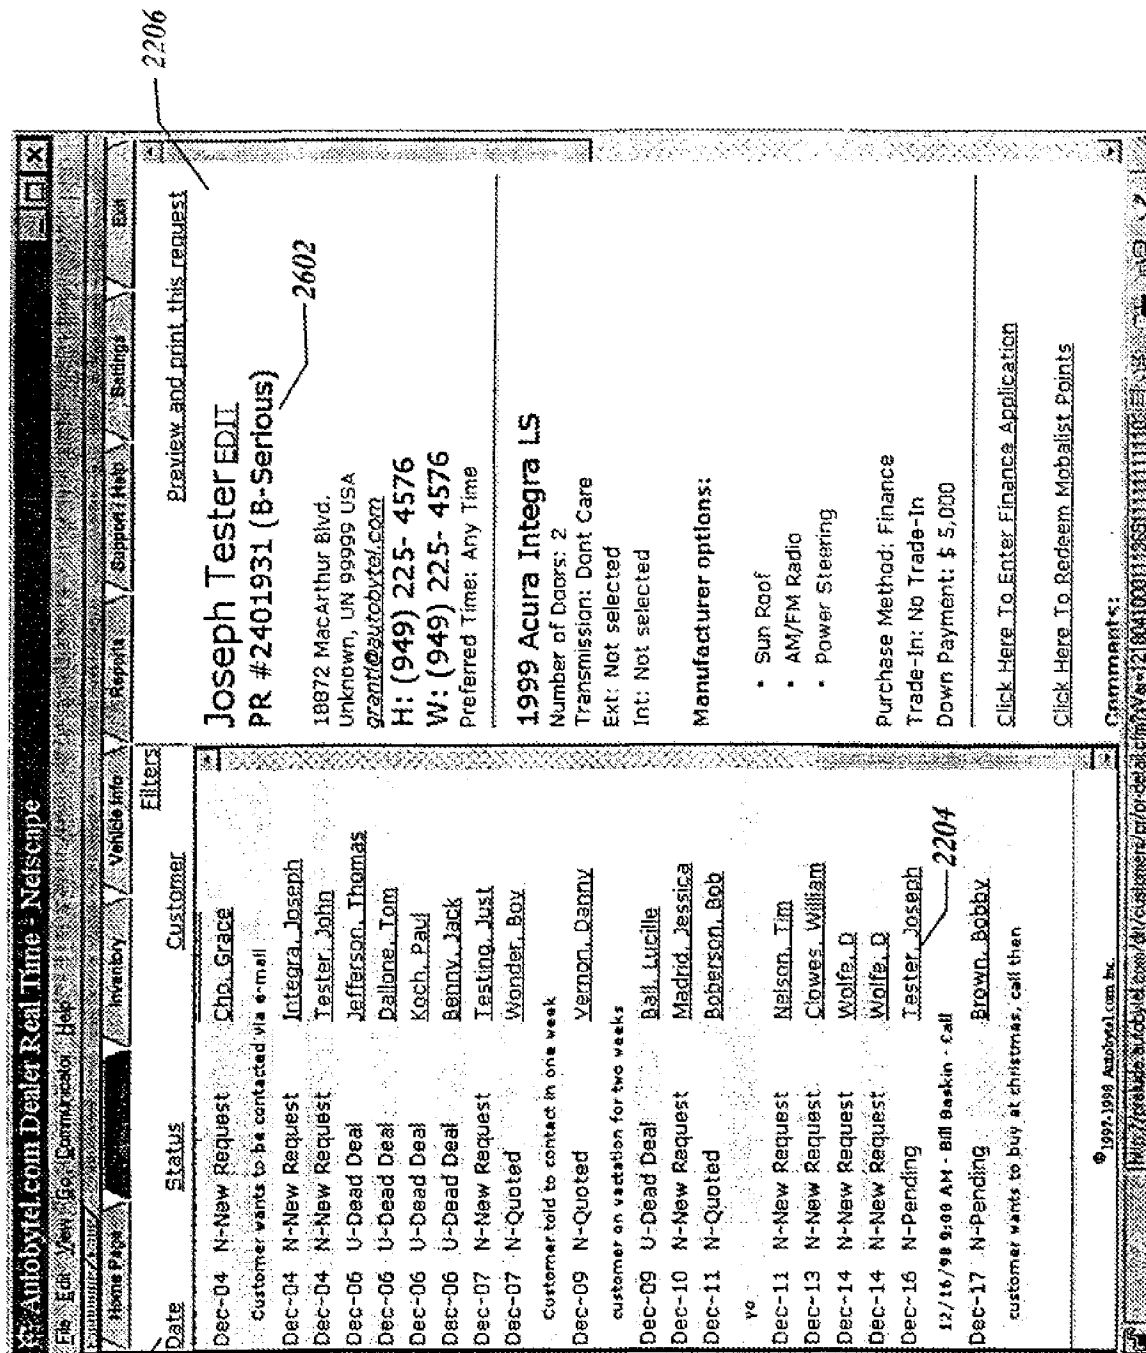 Autobytel.com Dealer Real Time - Netscape
File Edit View Go Communicator Help
Home Page
Inventory
Vehicle Info
Reports
Support / Help
Settings
Exit
Filters
Date Status Customer
Dec-04 N-New Request Cho, Grace
Customer wants to be contacted via e-mail
Dec-04 N-New Request Integra, Joseph
Dec-04 N-New Request Tester, John
Dec-06 U-Dead Deal Jefferson, Thomas
Dec-06 U-Dead Deal Dallone, Tom
Dec-06 U-Dead Deal Koch, Paul
Dec-06 U-Dead Deal Benny, Jack
Dec-07 N-New Request Testing, Just
Dec-07 N-Quoted Wonder, Boy
Customer told to contact in one week
Dec-09 N-Quoted Vernon, Danny
customer on vactation for two weeks
Dec-09 U-Dead Deal Ball, Lucille
Dec-10 N-New Request Madrid, Jessica
Dec-11 N-Quoted Boberson, Bob
yo
Dec-11 N-New Request Nelson, Tim
Dec-13 N-New Request Clowes, William
Dec-14 N-New Request Wolfe, D
Dec-14 N-New Request Wolfe, D
Dec-16 N-Pending Tester, Joseph
12/16/98 9:00 AM - Bill Baskin - Call
2204
Dec-17 N-Pending Brown, Bobby
customer wants to buy at christmas, call then
© 1997-1998 Autobytel.com Inc.
Preview and print this request
2206
Joseph Tester EDIT
PR #2401931 (B-Serious)
2602
18872 MacArthur Blvd.
Unknown, UN 99999 USA
grantl@autobytel.com
H: (949) 225- 4576
W: (949) 225- 4576
Preferred Time: Any Time
1999 Acura Integra LS
Number of Doors: 2
Transmission: Dont Care
Ext: Not selected
Int: Not selected
Manufacturer options:
• Sun Roof
• AM/FM Radio
• Power Steering
Purchase Method: Finance
Trade-In: No Trade-In
Down Payment: $ 5,000
Click Here To Enter Finance Application
Click Here To Redeem Mobalist Points
Comments: